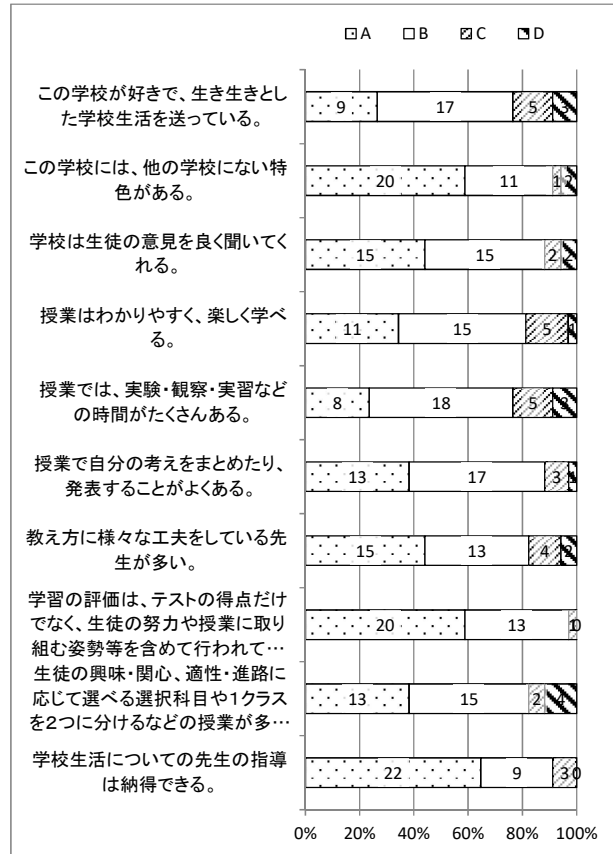 A B C D
この学校が好きで、生き生きとし
た学校生活を送っている。
9 17 5 3
この学校には、他の学校にない特
色がある。
20 11 1 2
学校は生徒の意見を良く聞いてく
れる。
15 15 2 2
授業はわかりやすく、楽しく学べ
る。
11 15 5 1
授業では、実験・観察・実習など
の時間がたくさんある。
8 18 5 3
授業で自分の考えをまとめたり、
発表することがよくある。
13 17 3 1
教え方に様々な工夫をしている先
生が多い。
15 13 4 2
学習の評価は、テストの得点だけ
でなく、生徒の努力や授業に取り
組む姿勢等を含めて行われて…
20 13 1 0
生徒の興味・関心、適性・進路に
応じて選べる選択科目や1クラス
を2つに分けるなどの授業が多…
13 15 2 4
学校生活についての先生の指導
は納得できる。
22 9 3 0
0% 20% 40% 60% 80% 100%